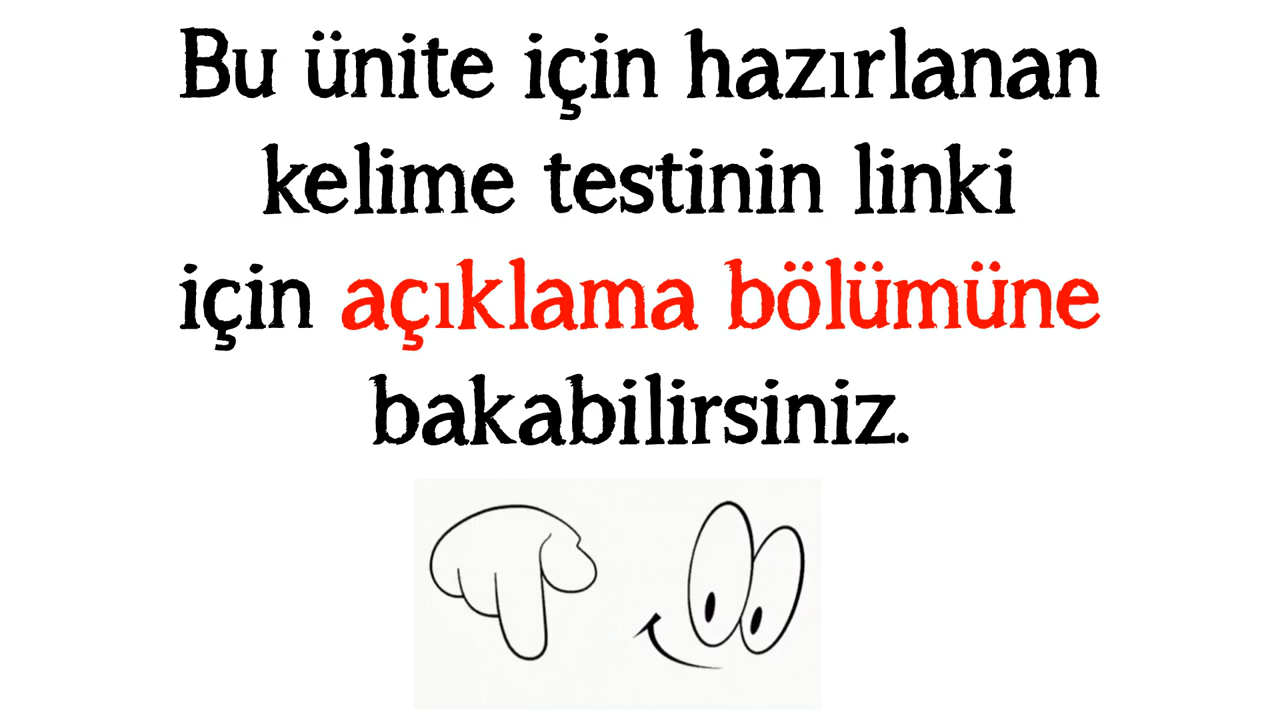 Bu ünite için hazırlanan
kelime testinin linki
için açıklama bölümüne
bakabilirsiniz.